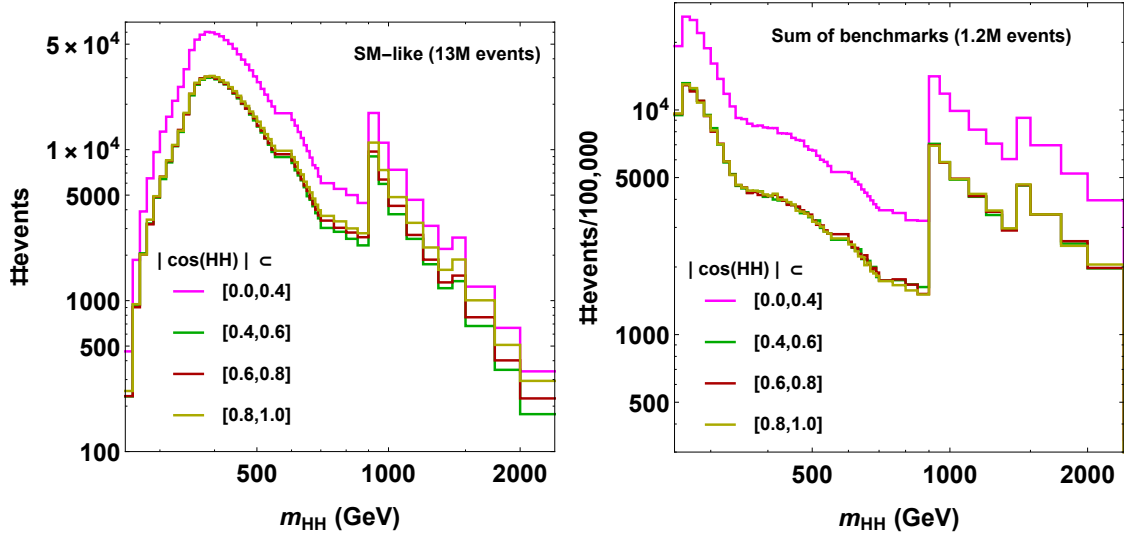 SM-like (13M events)
5 × 10⁴
1 × 10⁴
5000
1000
500
100
#events
| cos(HH) | ⊂
[0.0,0.4]
[0.4,0.6]
[0.6,0.8]
[0.8,1.0]
500
1000
2000
mHH (GeV)
Sum of benchmarks (1.2M events)
10⁴
5000
1000
500
#events/100,000
| cos(HH) | ⊂
[0.0,0.4]
[0.4,0.6]
[0.6,0.8]
[0.8,1.0]
500
1000
2000
mHH (GeV)